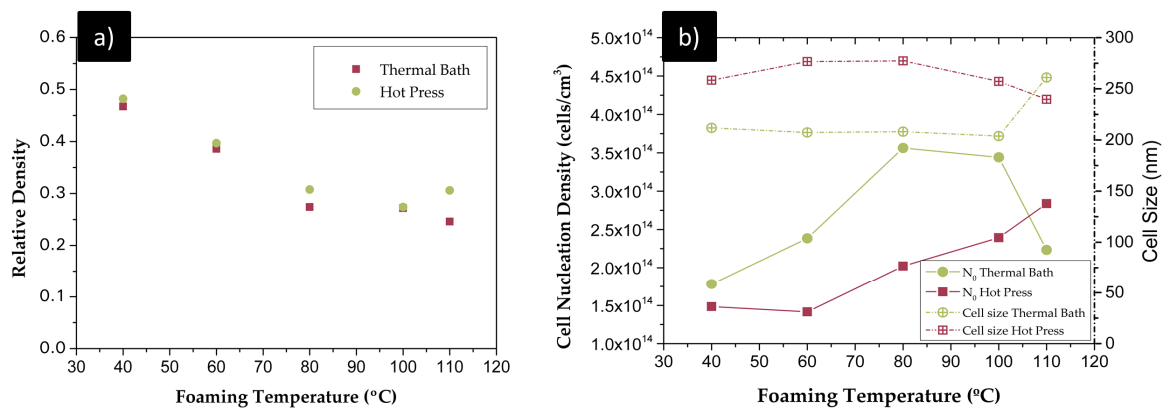 a)
0.6
0.5
0.4
0.3
0.2
0.1
0.0
Relative Density
Thermal Bath
Hot Press
30 40 50 60 70 80 90 100 110 120
Foaming Temperature (ºC)
b)
5.0x10¹⁴
4.5x10¹⁴
4.0x10¹⁴
3.5x10¹⁴
3.0x10¹⁴
2.5x10¹⁴
2.0x10¹⁴
1.5x10¹⁴
1.0x10¹⁴
Cell Nucleation Density (cells/cm³)
N₀ Thermal Bath
N₀ Hot Press
Cell size Thermal Bath
Cell size Hot Press
300
250
200
150
100
50
0
Cell Size (nm)
30 40 50 60 70 80 90 100 110 120
Foaming Temperature (ºC)